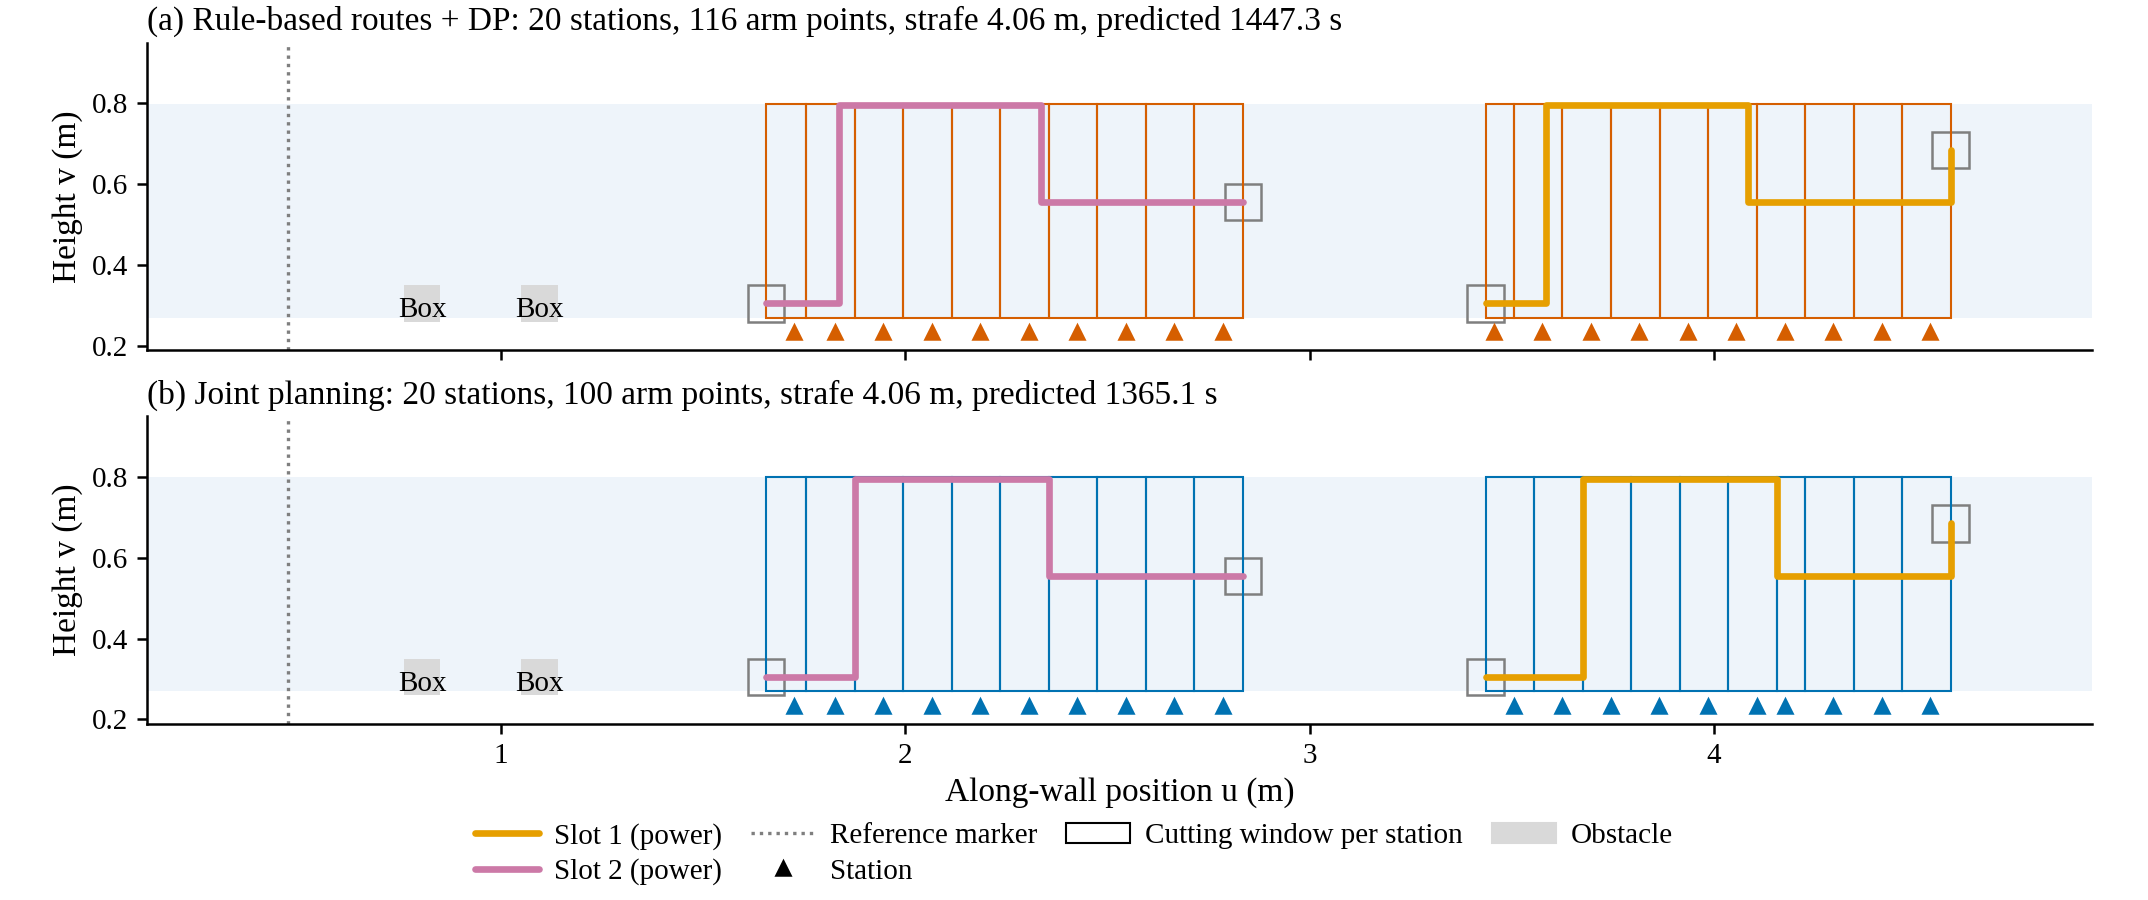 (a) Rule-based routes + DP: 20 stations, 116 arm points, strafe 4.06 m, predicted 1447.3 s
Height v (m)
0.8
0.6
0.4
0.2
Box Box
(b) Joint planning: 20 stations, 100 arm points, strafe 4.06 m, predicted 1365.1 s
Height v (m)
0.8
0.6
0.4
0.2
Box Box
1 2 3 4
Along-wall position u (m)
Slot 1 (power) Reference marker Cutting window per station Obstacle
Slot 2 (power) Station